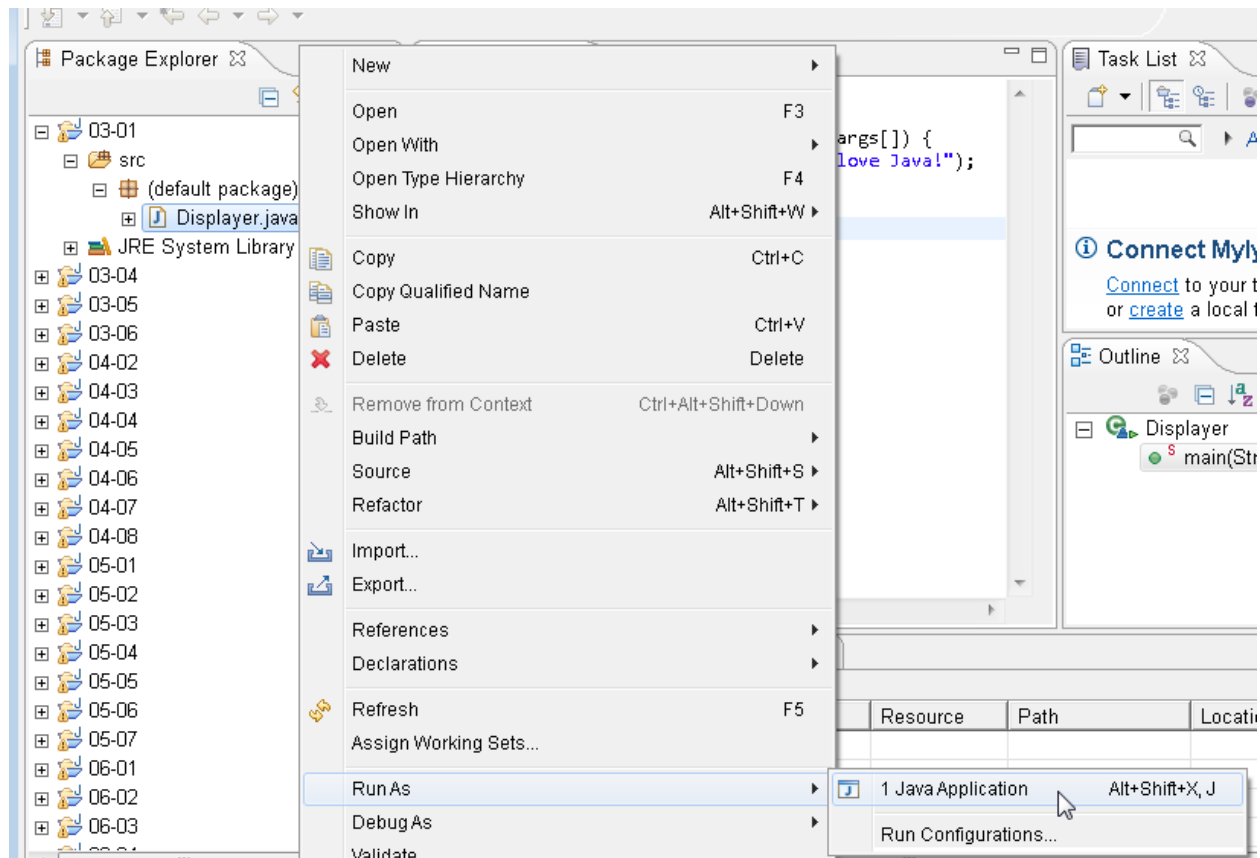 Package Explorer
03-01
src
(default package)
Displayer.java
JRE System Library
03-04
03-05
03-06
04-02
04-03
04-04
04-05
04-06
04-07
04-08
05-01
05-02
05-03
05-04
05-05
05-06
05-07
06-01
06-02
06-03
New
Open F3
Open With
Open Type Hierarchy F4
Show In Alt+Shift+W
Copy Ctrl+C
Copy Qualified Name
Paste Ctrl+V
Delete Delete
Remove from Context Ctrl+Alt+Shift+Down
Build Path
Source Alt+Shift+S
Refactor Alt+Shift+T
Import...
Export...
References
Declarations
Refresh F5
Assign Working Sets...
Run As
Debug As
Validate
1 Java Application Alt+Shift+X, J
Run Configurations...
args[]) {
love Java!");
Task List
Connect Myly
Connect to your t
or create a local t
Outline
Displayer
main(Str
Resource Path Locati